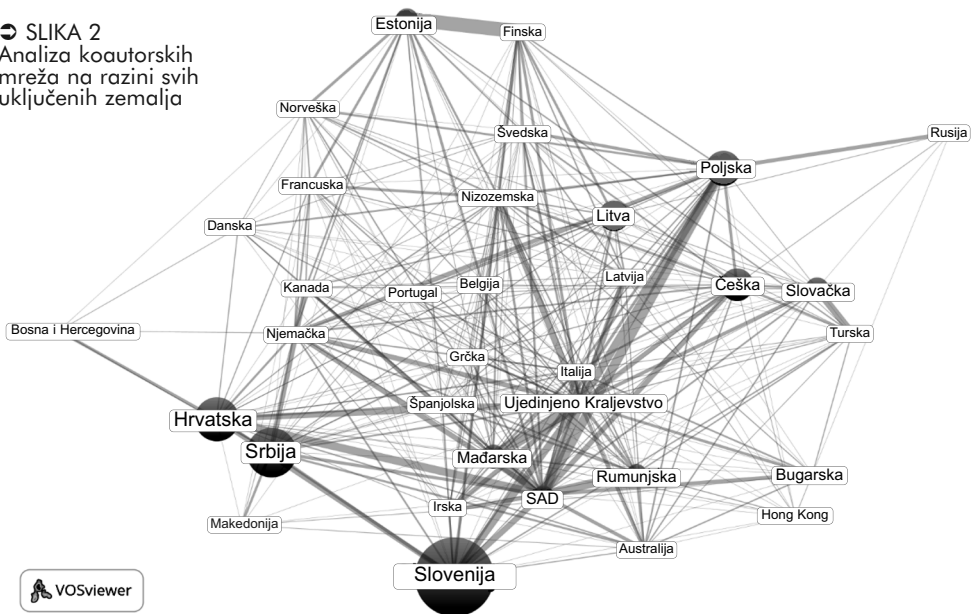 ➲ SLIKA 2
Analiza koautorskih
mreža na razini svih
uključenih zemalja
Estonija
Finska
Norveška
Švedska
Rusija
Poljska
Francuska
Nizozemska
Litva
Danska
Latvija
Kanada
Portugal
Belgija
Češka
Slovačka
Bosna i Hercegovina
Njemačka
Turska
Grčka
Italija
Španjolska
Ujedinjeno Kraljevstvo
Hrvatska
Srbija
Mađarska
Rumunjska
Bugarska
SAD
Irska
Hong Kong
Makedonija
Australija
Slovenija
VOSviewer